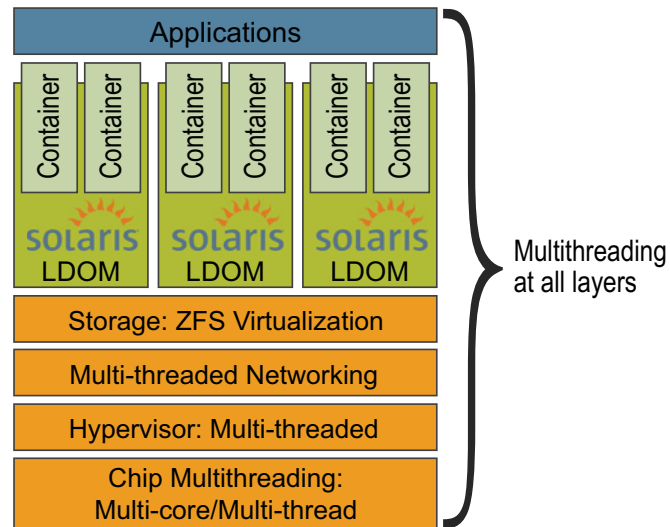 Applications
Container
Container
Container
Container
Container
Container
solaris
LDOM
solaris
LDOM
solaris
LDOM
Multithreading
at all layers
Storage: ZFS Virtualization
Multi-threaded Networking
Hypervisor: Multi-threaded
Chip Multithreading:
Multi-core/Multi-thread